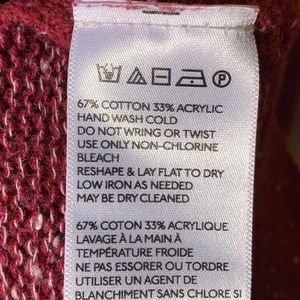 67% COTTON 33% ACRYLIC
HAND WASH COLD
DO NOT WRING OR TWIST
USE ONLY NON-CHLORINE
BLEACH
RESHAPE & LAY FLAT TO DRY
LOW IRON AS NEEDED
MAY BE DRY CLEANED
67% COTON 33% ACRYLIQUE
LAVAGE À LA MAIN À
TEMPÉRATURE FROIDE
NE PAS ESSORER OU TORDRE
N'UTILISER QU'UN AGENT DE
BLANCHIMENT SANS CHLORE SI